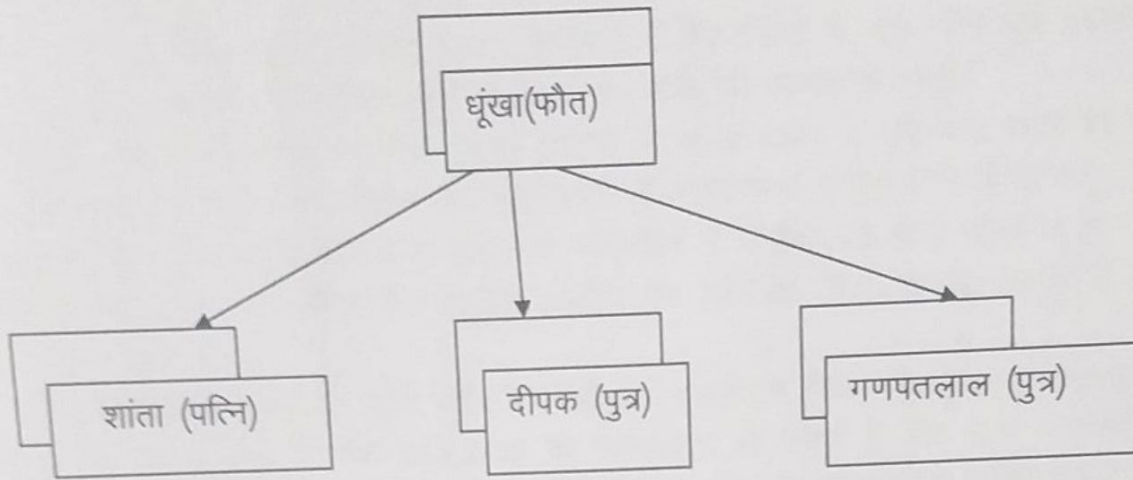 धूंखा(फौत)
शांता (पत्नि)
दीपक (पुत्र)
गणपतलाल (पुत्र)